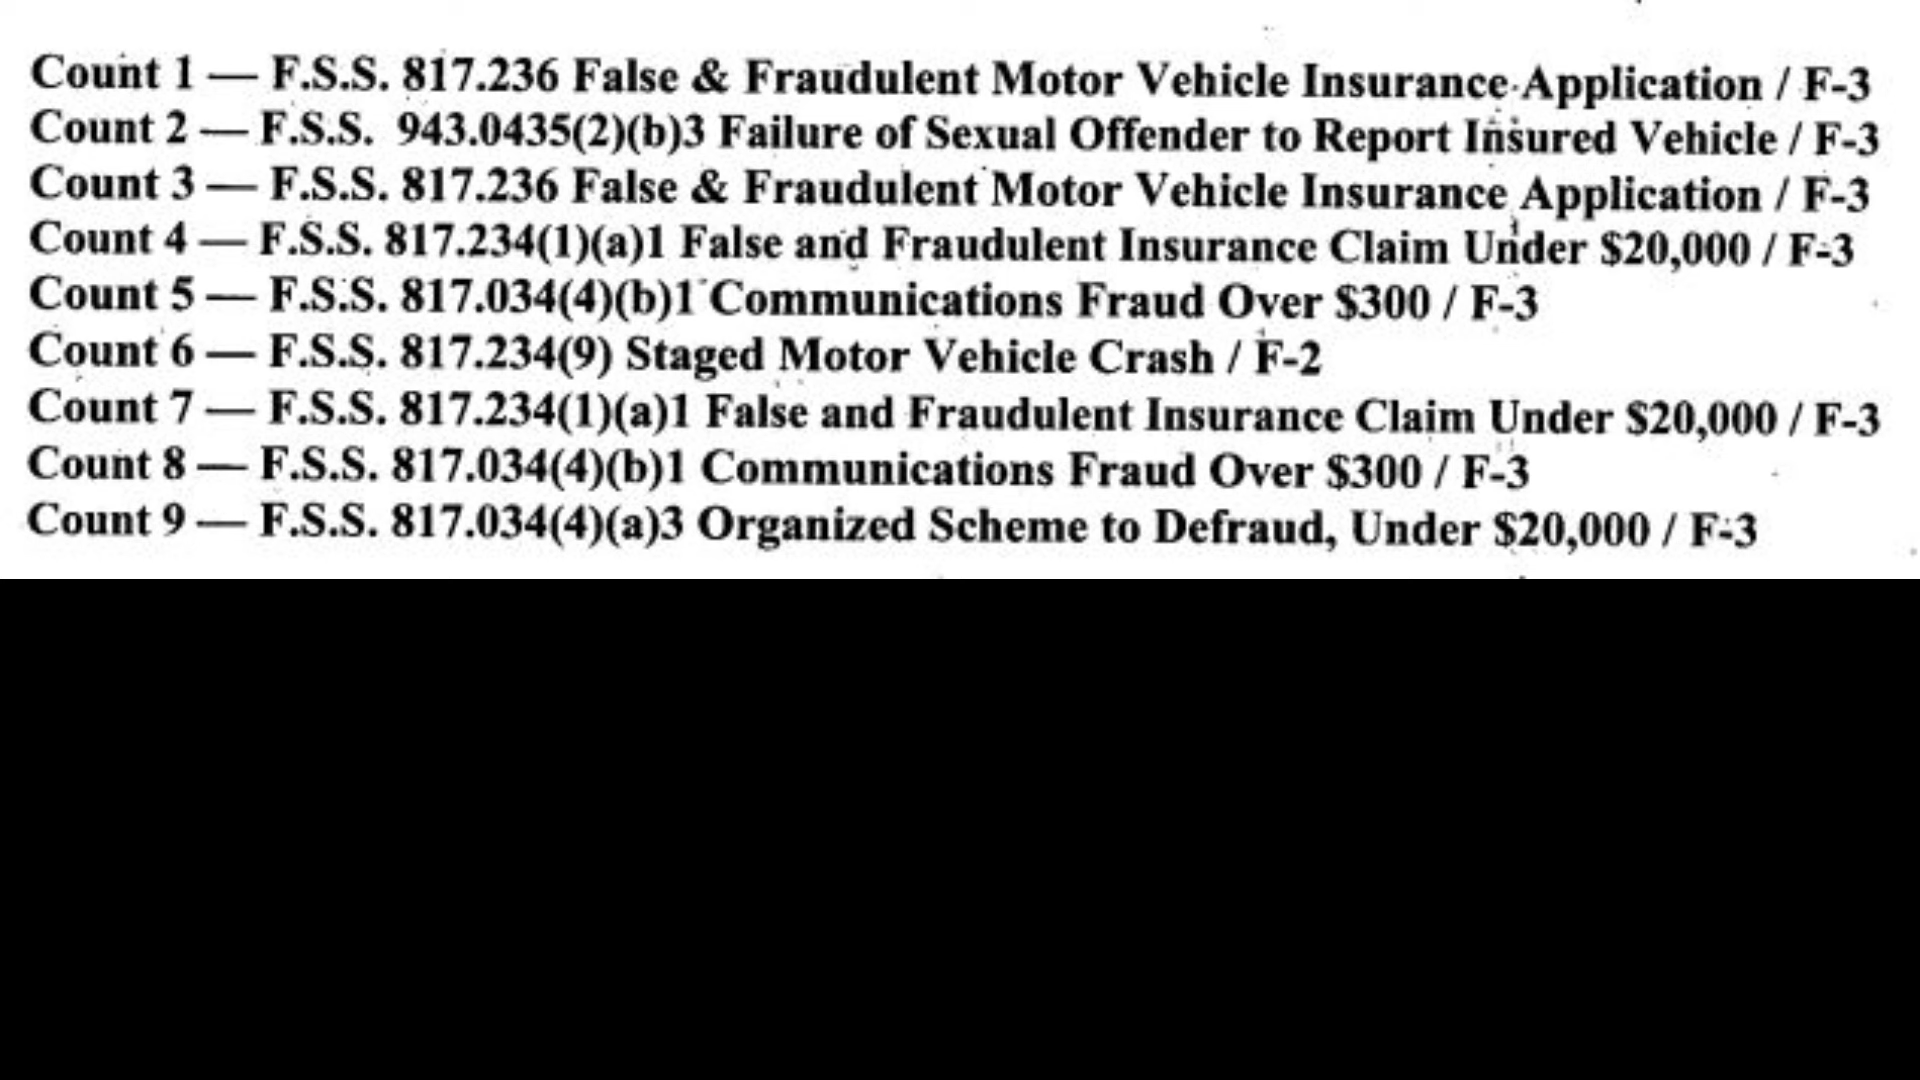 Count 1 — F.S.S. 817.236 False & Fraudulent Motor Vehicle Insurance Application / F-3
Count 2 — F.S.S. 943.0435(2)(b)3 Failure of Sexual Offender to Report Insured Vehicle / F-3
Count 3 — F.S.S. 817.236 False & Fraudulent Motor Vehicle Insurance Application / F-3
Count 4 — F.S.S. 817.234(1)(a)1 False and Fraudulent Insurance Claim Under $20,000 / F-3
Count 5 — F.S.S. 817.034(4)(b)1 Communications Fraud Over $300 / F-3
Count 6 — F.S.S. 817.234(9) Staged Motor Vehicle Crash / F-2
Count 7 — F.S.S. 817.234(1)(a)1 False and Fraudulent Insurance Claim Under $20,000 / F-3
Count 8 — F.S.S. 817.034(4)(b)1 Communications Fraud Over $300 / F-3
Count 9 — F.S.S. 817.034(4)(a)3 Organized Scheme to Defraud, Under $20,000 / F-3